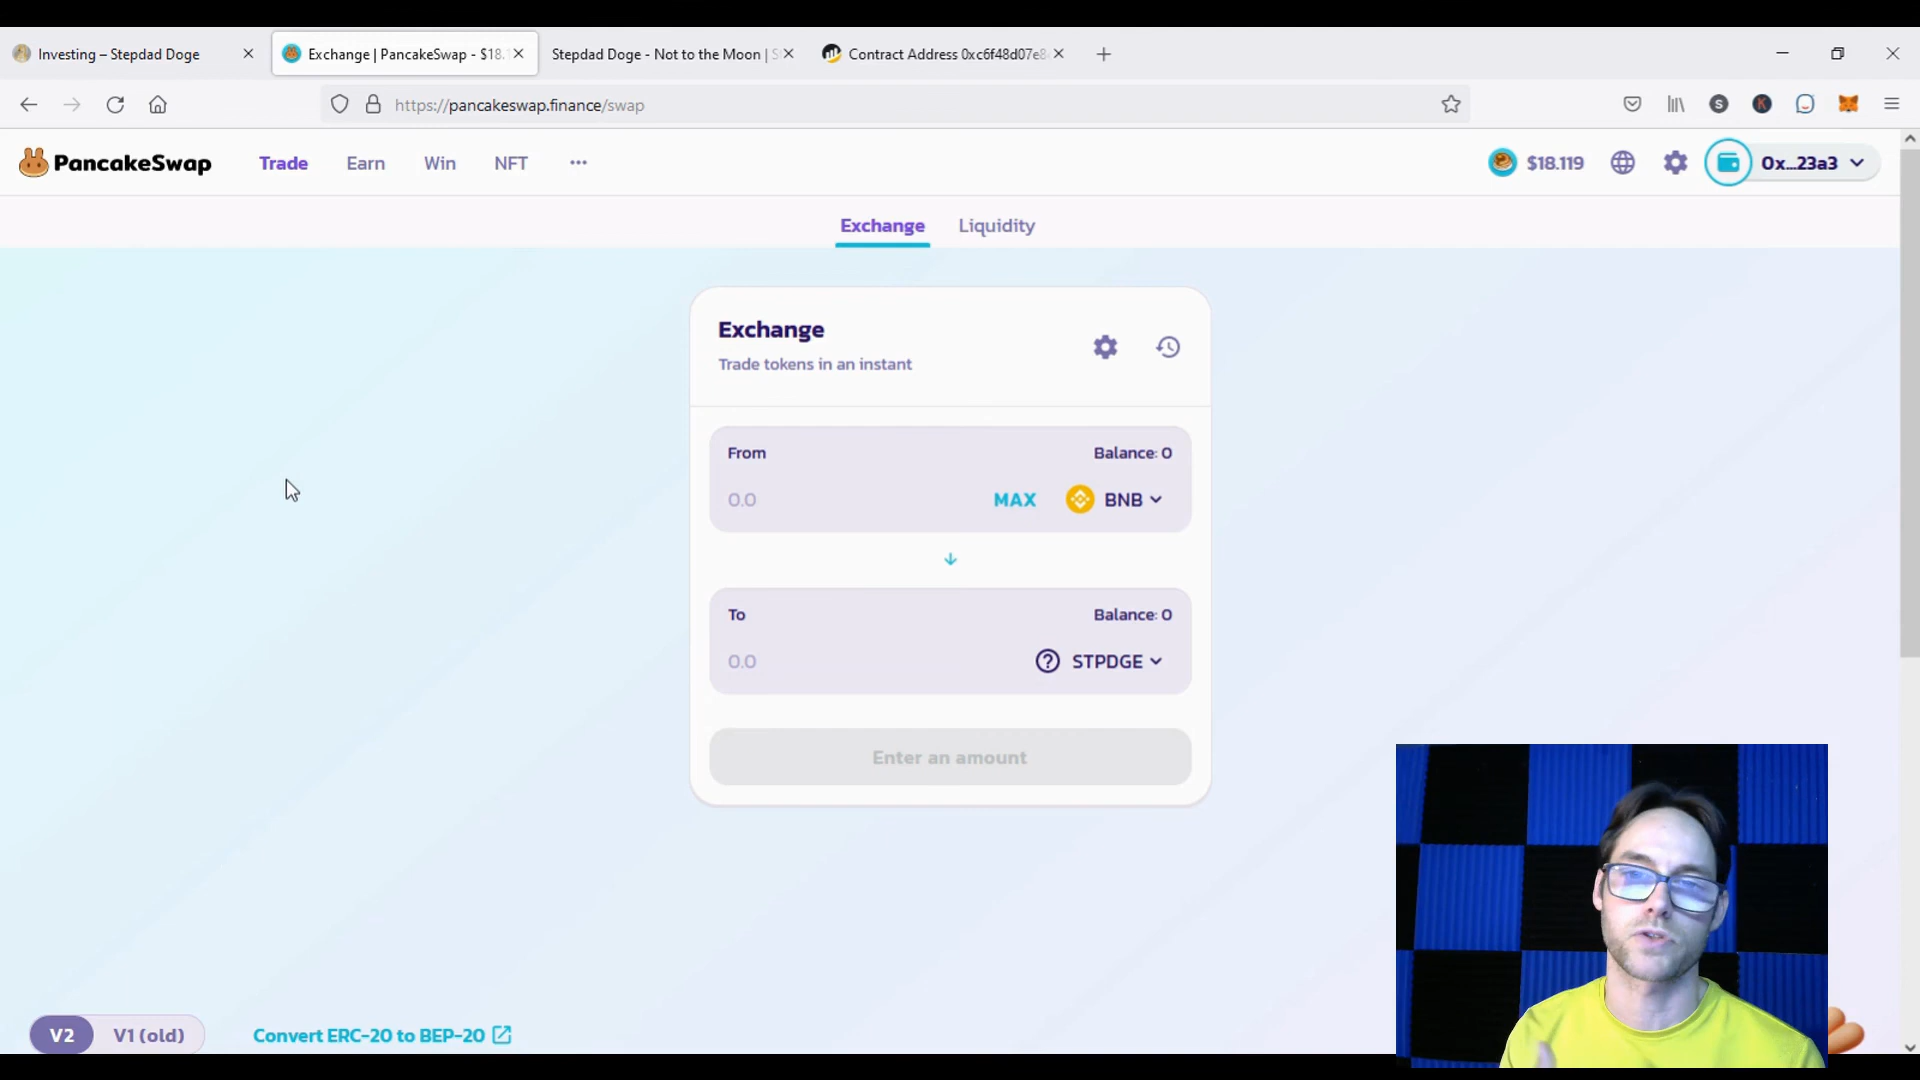 Investing – Stepdad Doge
Exchange | PancakeSwap - $18.
Stepdad Doge - Not to the Moon |
Contract Address 0xc6f48d07e8
https://pancakeswap.finance/swap
S
K
PancakeSwap
Trade
Earn
Win
NFT
$18.119
0x...23a3
Exchange
Liquidity
Exchange
Trade tokens in an instant
From
Balance: 0
0.0
MAX
BNB
To
Balance: 0
0.0
STPDGE
Enter an amount
V2
V1 (old)
Convert ERC-20 to BEP-20